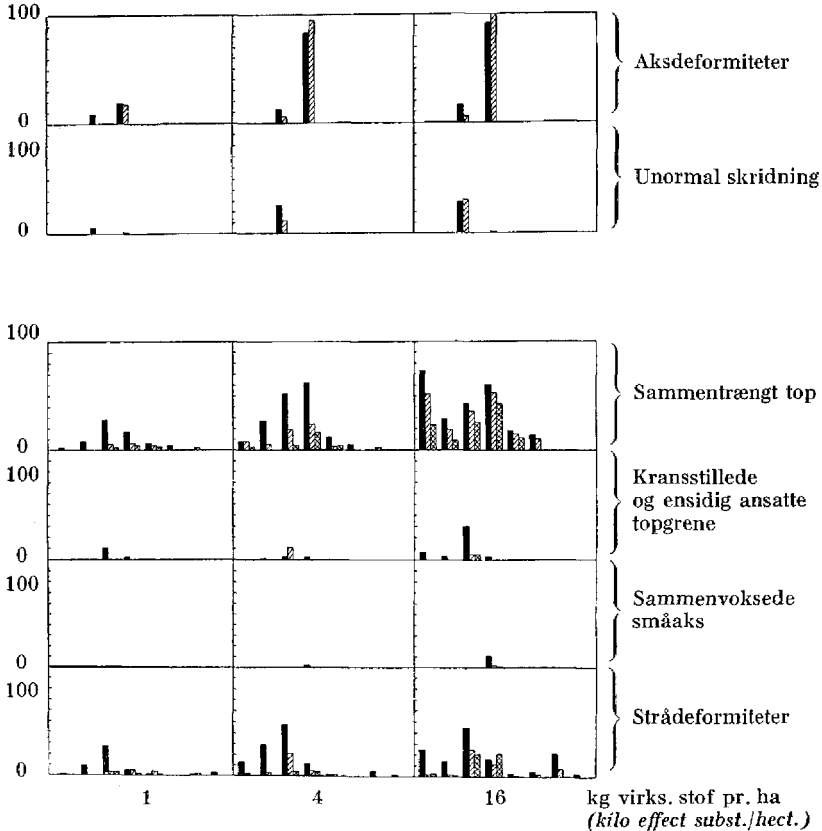 100
0
Aksdeformiteter
100
0
Unormal skridning
100
0
Sammentrængt top
100
0
Kransstillede
og ensidig ansatte
topgrene
100
0
Sammenvoksede
småaks
100
0
Strådeformiteter
1 4 16 kg virks. stof pr. ha
(kilo effect subst./hect.)